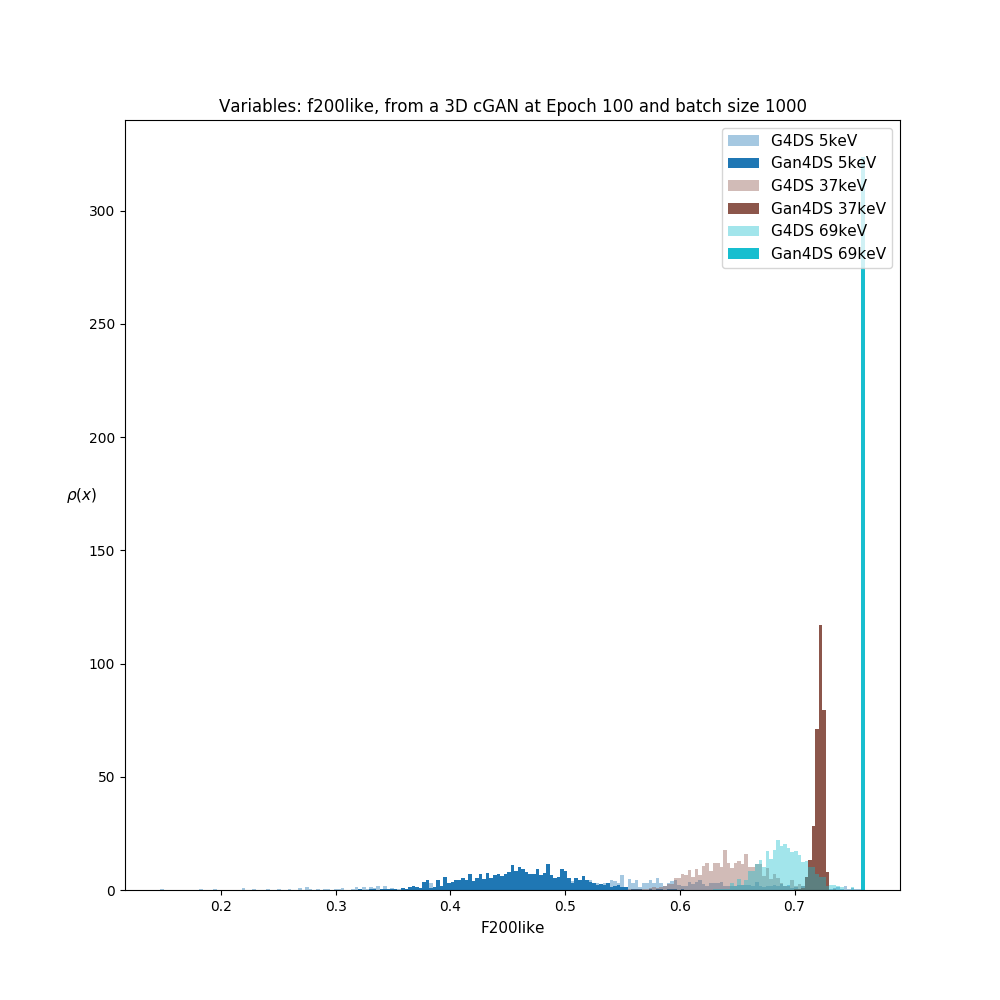 Variables: f200like, from a 3D cGAN at Epoch 100 and batch size 1000
G4DS 5keV
Gan4DS 5keV
G4DS 37keV
Gan4DS 37keV
G4DS 69keV
Gan4DS 69keV
300
250
200
ρ(x)
150
100
50
0
0.2 0.3 0.4 0.5 0.6 0.7
F200like